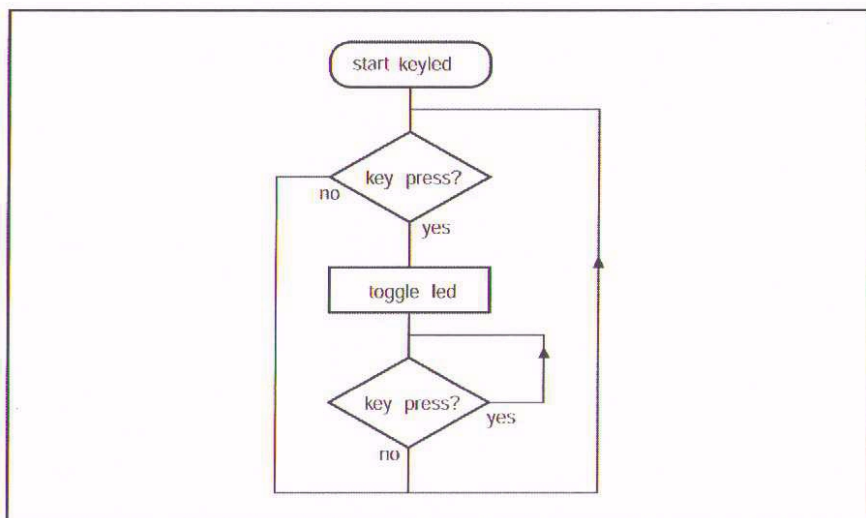 start keyled
key press?
no
yes
toggle led
key press?
yes
no